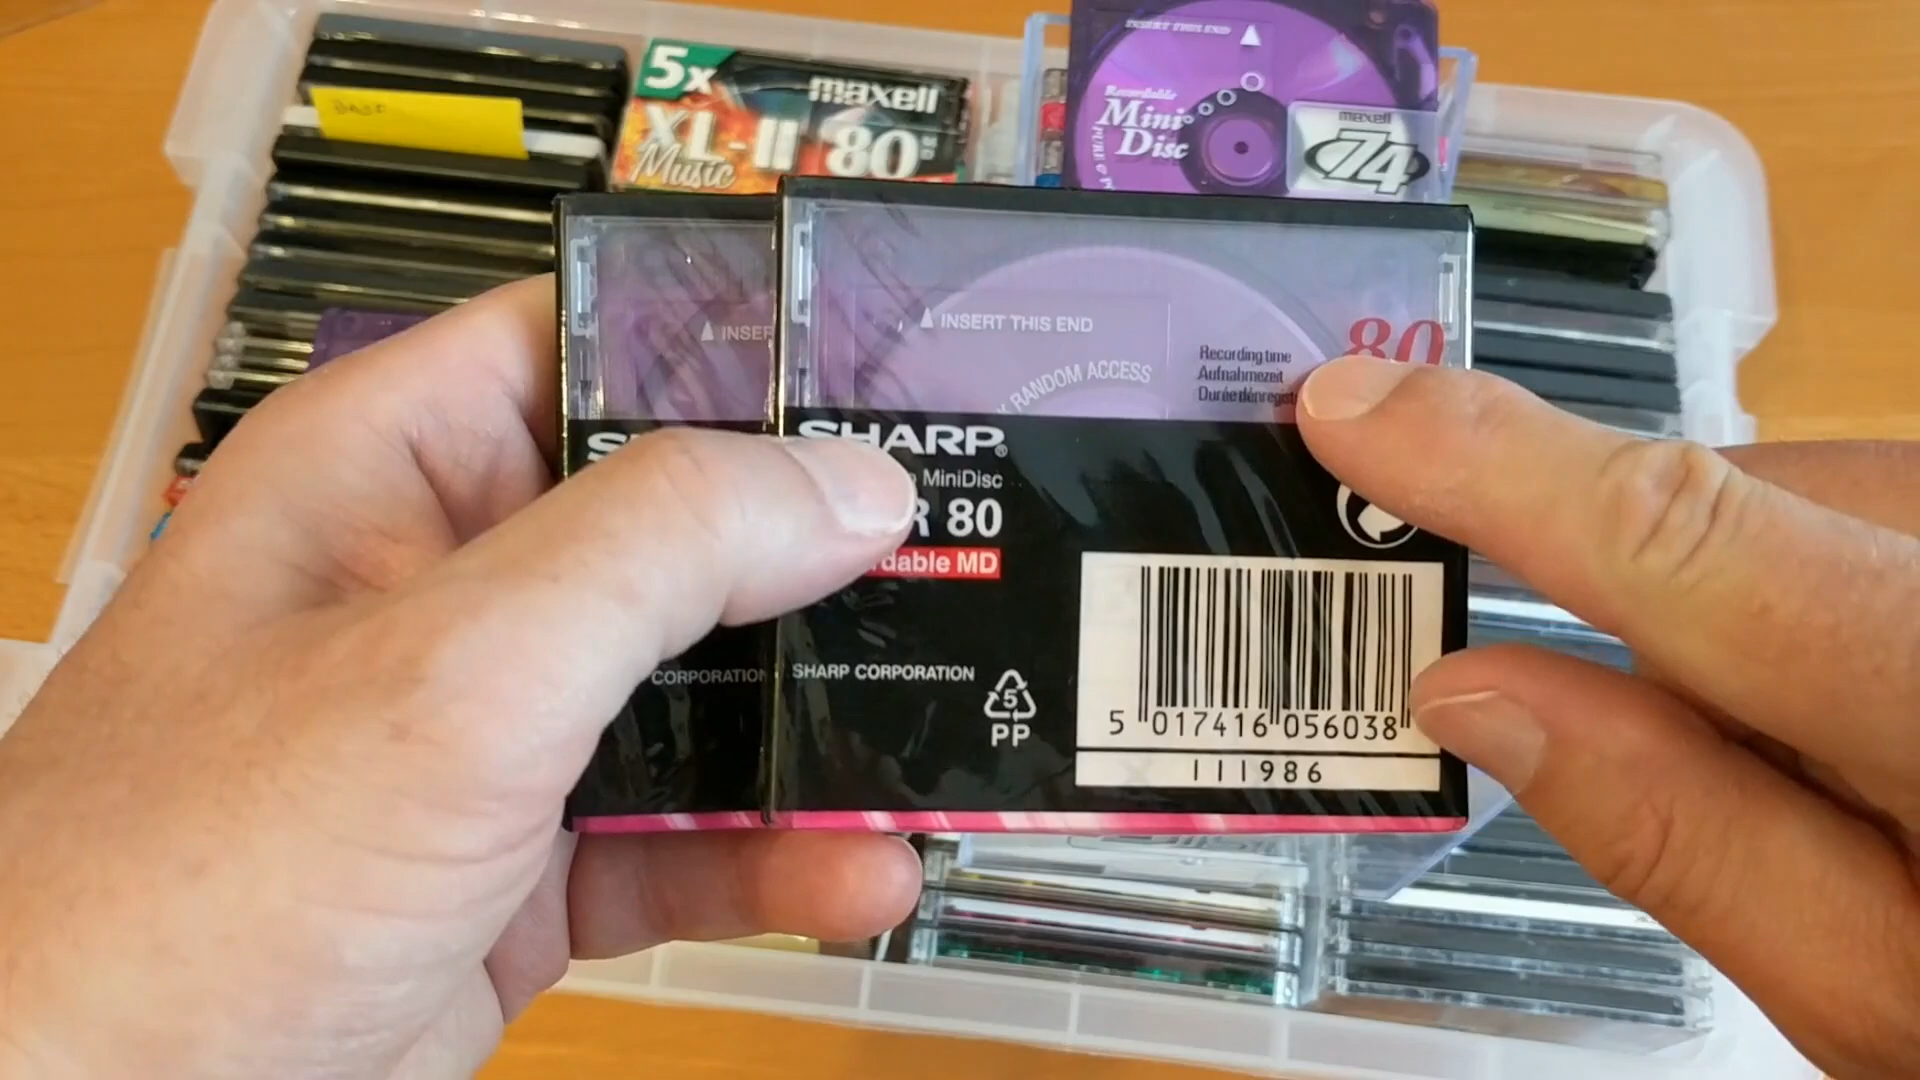 5x
maxell
XL-II 80
Music
INSERT THIS END
Recordable
Mini
Disc
maxell
74
INSER
INSERT THIS END
RANDOM ACCESS
Recording time
Aufnahmezeit
80
SHARP®
MiniDisc
80
MD
CORPORATION
SHARP CORPORATION
5
PP
5 017416 056038
111986